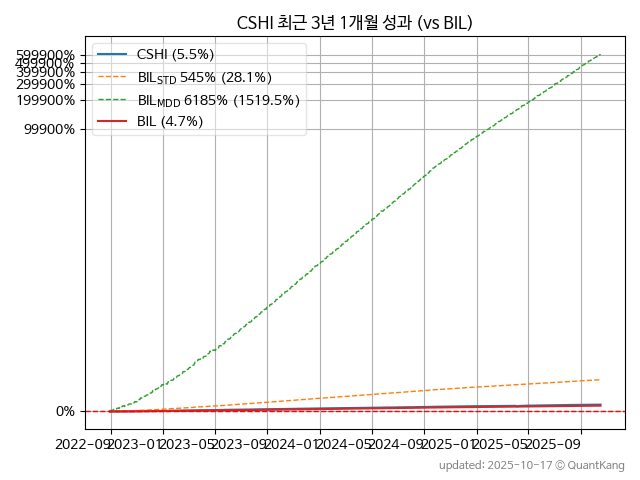 CSHI 최근 3년 1개월 성과 (vs BIL)
599900%
499900%
399900%
299900%
199900%
99900%
0%
CSHI (5.5%)
BIL_STD 545% (28.1%)
BIL_MDD 6185% (1519.5%)
BIL (4.7%)
2022-09 2023-01 2023-05 2023-09 2024-01 2024-05 2024-09 2025-01 2025-05 2025-09
updated: 2025-10-17 © QuantKang